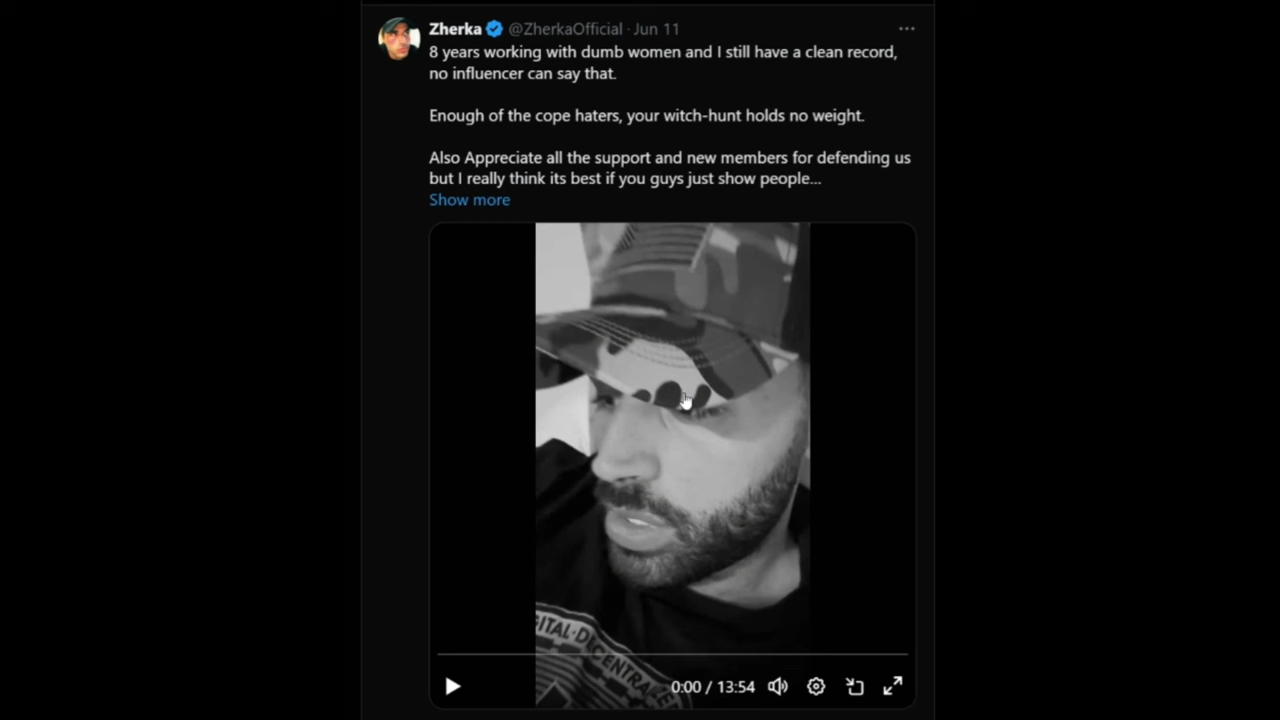 Zherka @ZherkaOfficial · Jun 11
8 years working with dumb women and I still have a clean record,
no influencer can say that.
Enough of the cope haters, your witch-hunt holds no weight.
Also Appreciate all the support and new members for defending us
but I really think its best if you guys just show people...
Show more
DECENTRA
0:00 / 13:54